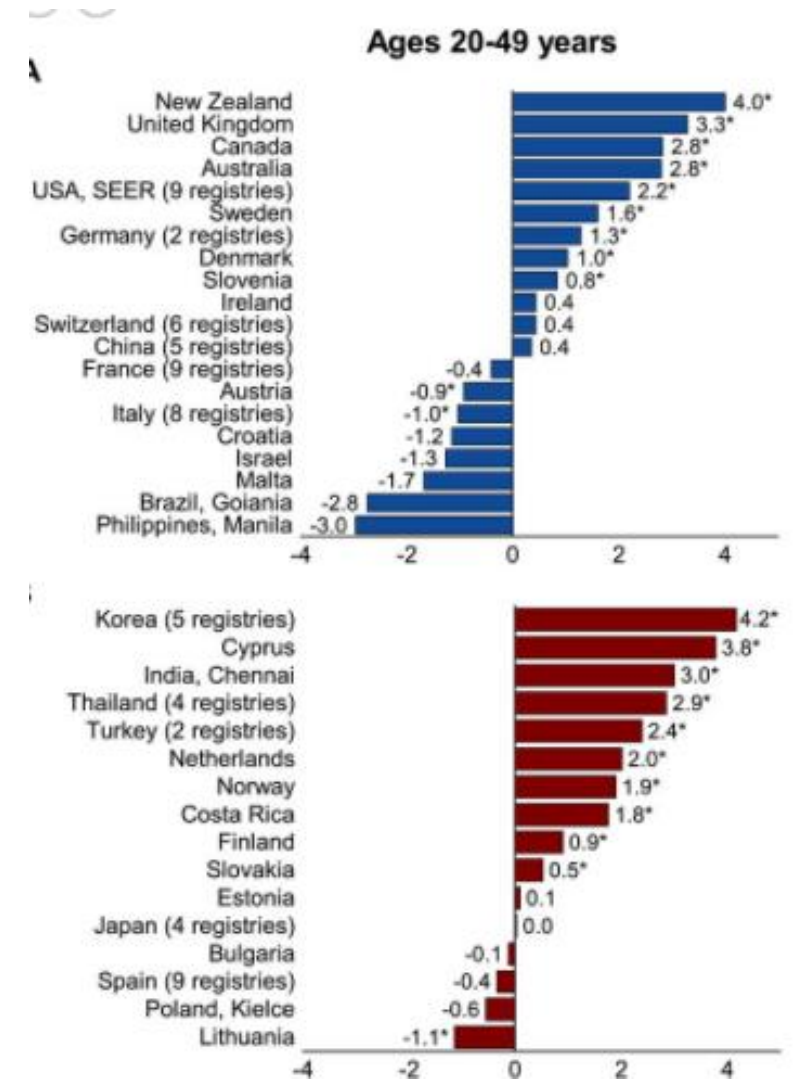 Ages 20-49 years
A
New Zealand 4.0*
United Kingdom 3.3*
Canada 2.8*
Australia 2.8*
USA, SEER (9 registries) 2.2*
Sweden 1.6*
Germany (2 registries) 1.3*
Denmark 1.0*
Slovenia 0.8*
Ireland 0.4
Switzerland (6 registries) 0.4
China (5 registries) 0.4
France (9 registries) -0.4
Austria -0.9*
Italy (8 registries) -1.0*
Croatia -1.2
Israel -1.3
Malta -1.7
Brazil, Goiania -2.8
Philippines, Manila -3.0
-4 -2 0 2 4
Korea (5 registries) 4.2*
Cyprus 3.8*
India, Chennai 3.0*
Thailand (4 registries) 2.9*
Turkey (2 registries) 2.4*
Netherlands 2.0*
Norway 1.9*
Costa Rica 1.8*
Finland 0.9*
Slovakia 0.5*
Estonia 0.1
Japan (4 registries) 0.0
Bulgaria -0.1
Spain (9 registries) -0.4
Poland, Kielce -0.6
Lithuania -1.1*
-4 -2 0 2 4